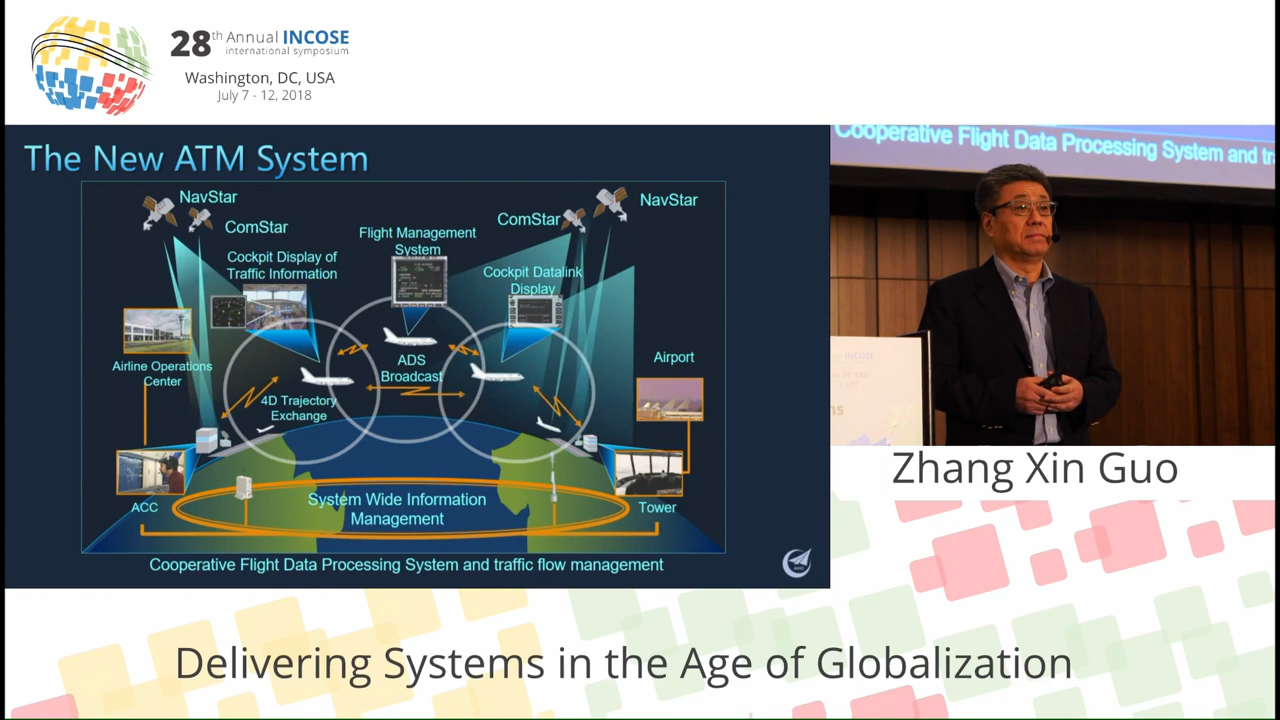 28th Annual INCOSE
international symposium
Washington, DC, USA
July 7 - 12, 2018
The New ATM System
NavStar
ComStar
Flight Management
System
ComStar
NavStar
Cockpit Display of
Traffic Information
Cockpit Datalink
Display
Airline Operations
Center
ADS
Broadcast
Airport
4D Trajectory
Exchange
System Wide Information
Management
ACC
Tower
Cooperative Flight Data Processing System and traffic flow management
Cooperative Flight Data Processing System and
Zhang Xin Guo
Delivering Systems in the Age of Globalization